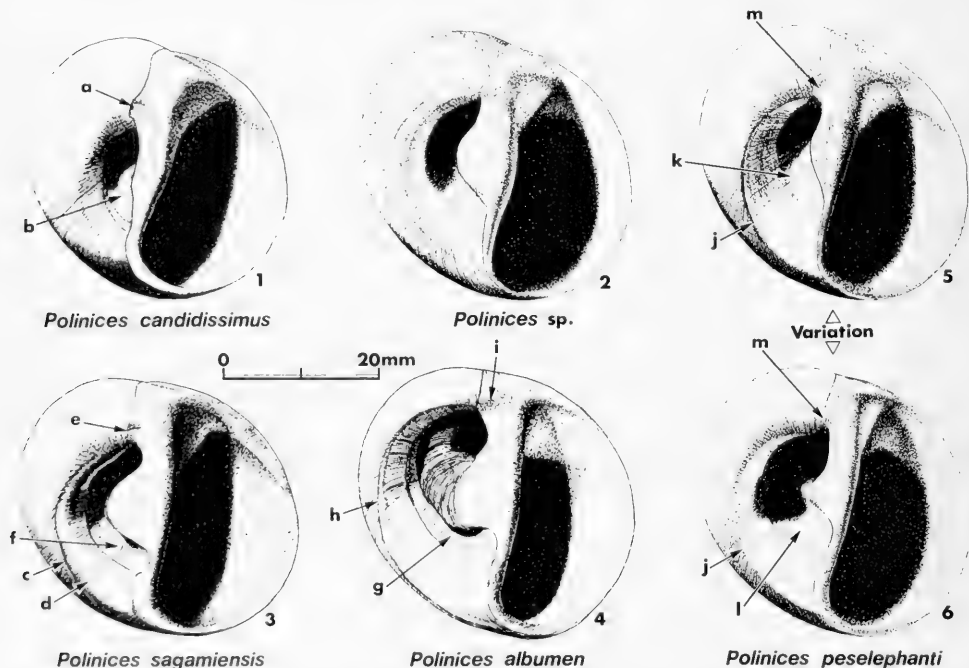 a
b
1
Polinices candidissimus
2
Polinices sp.
m
k
j
5
Variation
0 20mm
e
f
c
d
3
Polinices sagamiensis
i
h
g
4
Polinices albumen
m
j
l
6
Polinices peselephanti